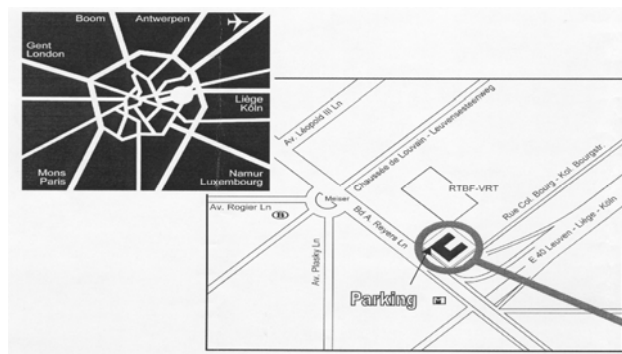 Boom
Antwerpen
Gent
London
Liège
Köln
Mons
Paris
Namur
Luxembourg
Av. Léopold III Ln
Chaussée de Louvain - Leuvensesteenweg
RTBF-VRT
Rue Col. Bourg - Kol. Bourgstr.
Meiser
Av. Rogier Ln
B
Bd A. Reyers Ln
E
E 40 Leuven - Liège - Köln
Av. Plasky Ln
Parking
M